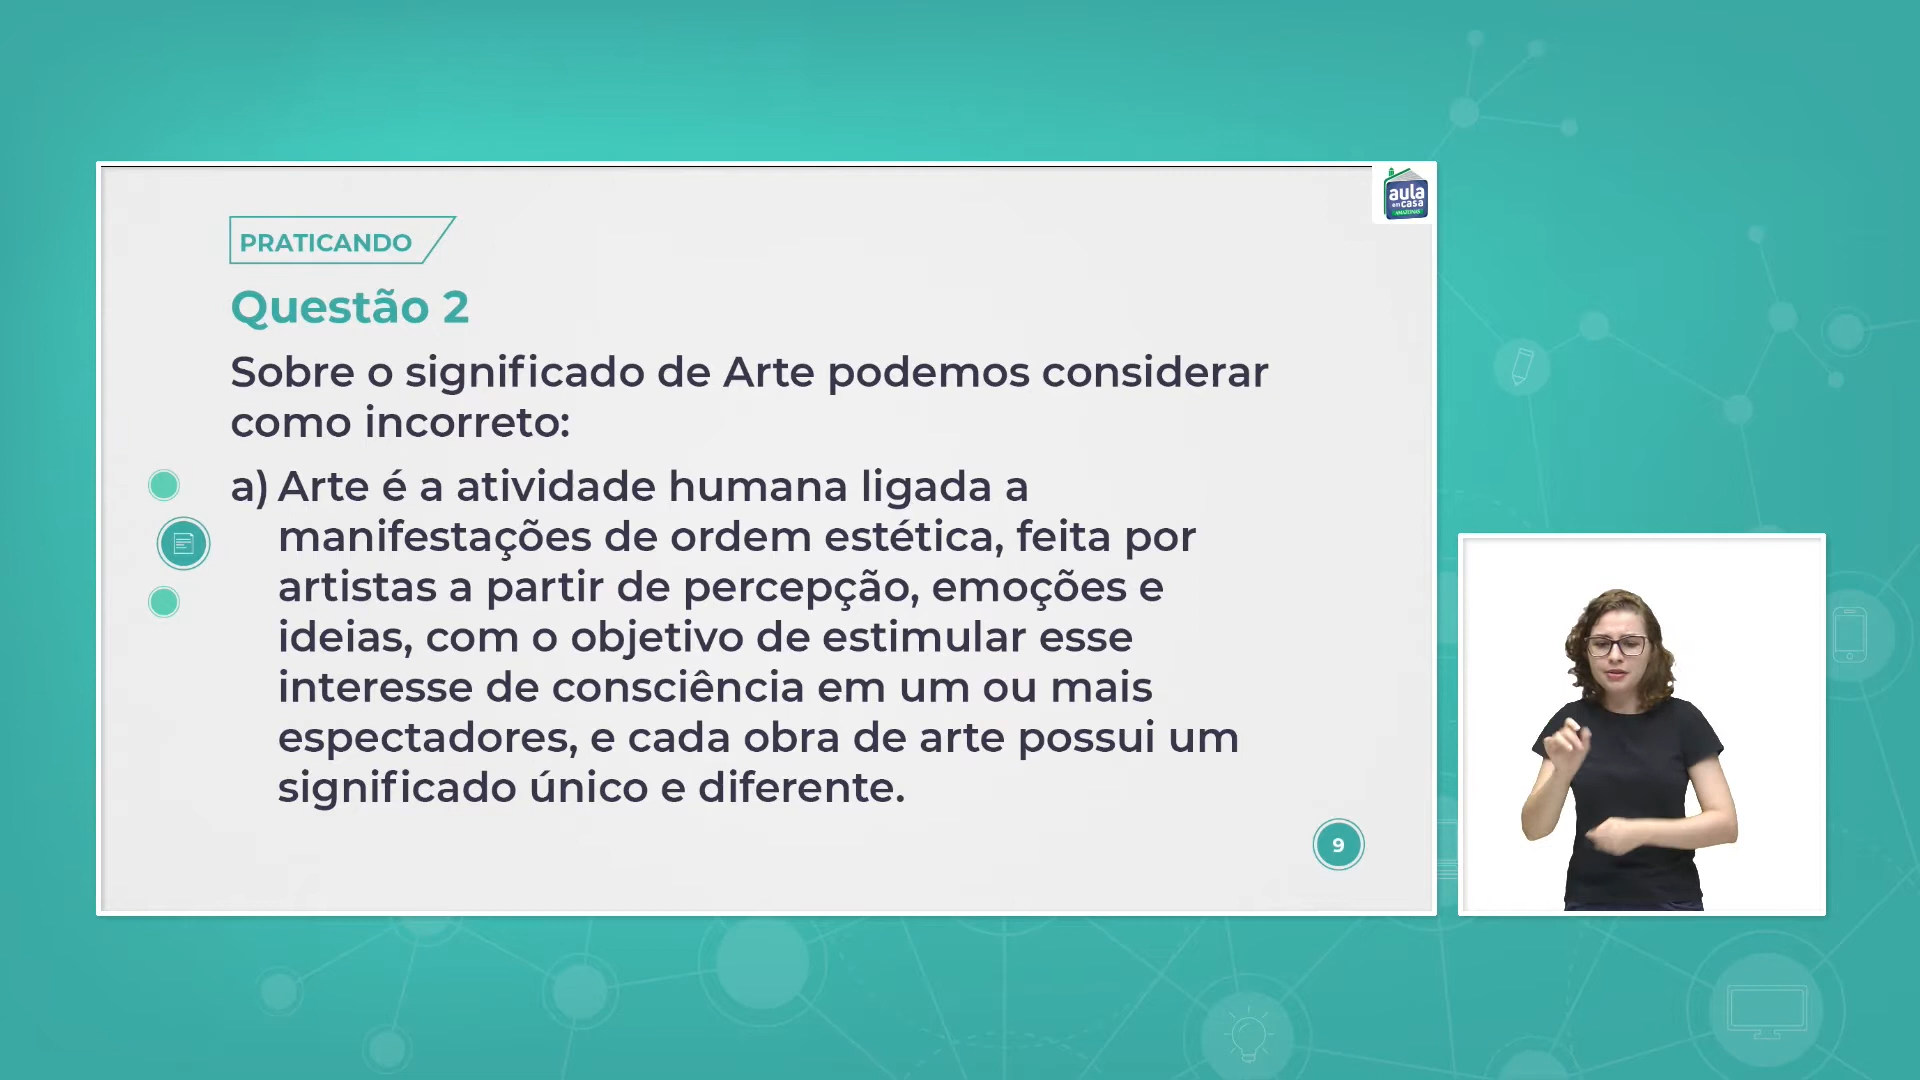 aula
em casa
AMAZONAS
PRATICANDO
Questão 2
Sobre o significado de Arte podemos considerar
como incorreto:
a) Arte é a atividade humana ligada a
manifestações de ordem estética, feita por
artistas a partir de percepção, emoções e
ideias, com o objetivo de estimular esse
interesse de consciência em um ou mais
espectadores, e cada obra de arte possui um
significado único e diferente.
9